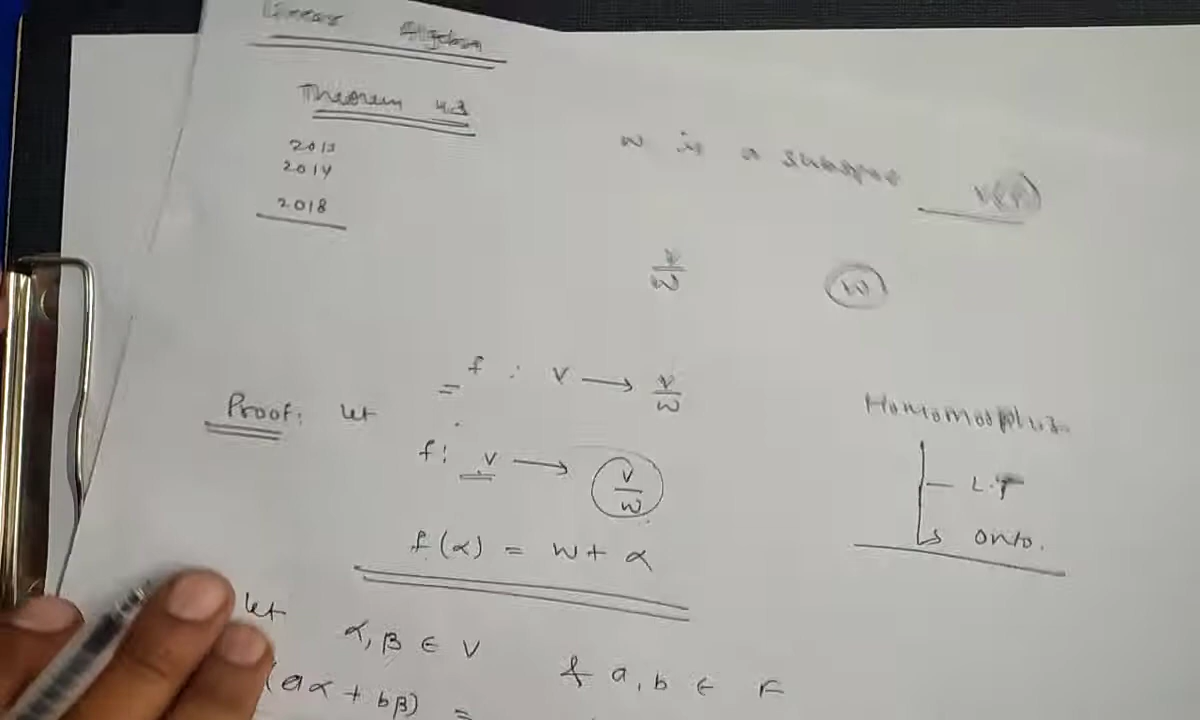 Linear Algebra
Theorem 4.3
2013
2014
2018
W is a subspace V(F)
V/W
W
f : V → V/W
Proof: let
f: V → V/W
f(α) = W + α
Homomorphism
L.T
onto.
let α, β ∈ V & a, b ∈ F
(aα + bβ) =